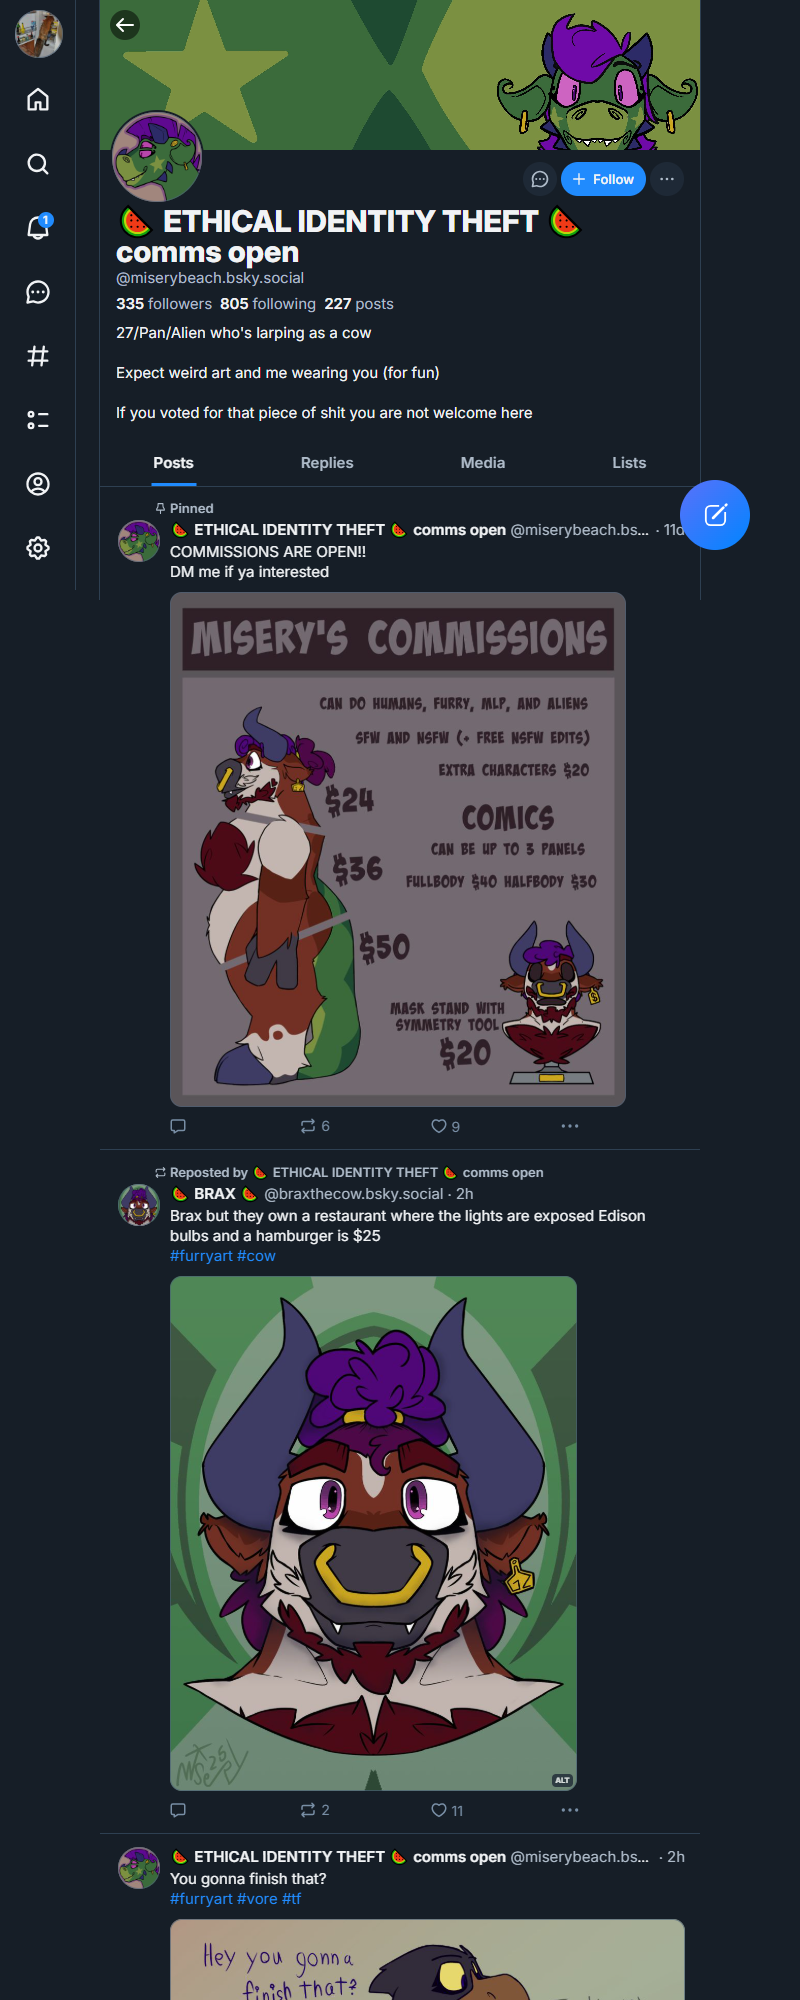 1
+ Follow
🍉 ETHICAL IDENTITY THEFT 🍉
comms open
@miserybeach.bsky.social
335 followers 805 following 227 posts
27/Pan/Alien who's larping as a cow
Expect weird art and me wearing you (for fun)
If you voted for that piece of shit you are not welcome here
Posts Replies Media Lists
Pinned
🍉 ETHICAL IDENTITY THEFT 🍉 comms open @miserybeach.bs... · 11d
COMMISSIONS ARE OPEN!!
DM me if ya interested
MISERY'S COMMISSIONS
CAN DO HUMANS, FURRY, MLP, AND ALIENS
SFW AND NSFW (+ FREE NSFW EDITS)
EXTRA CHARACTERS $20
$24
COMICS
CAN BE UP TO 3 PANELS
$36
FULLBODY $40 HALFBODY $30
$50
MASK STAND WITH
SYMMETRY TOOL
$20
6 9
Reposted by 🍉 ETHICAL IDENTITY THEFT 🍉 comms open
🍉 BRAX 🍉 @braxthecow.bsky.social · 2h
Brax but they own a restaurant where the lights are exposed Edison
bulbs and a hamburger is $25
#furryart #cow
ALT
2 11
🍉 ETHICAL IDENTITY THEFT 🍉 comms open @miserybeach.bs... · 2h
You gonna finish that?
#furryart #vore #tf
Hey you gonna
finish that?